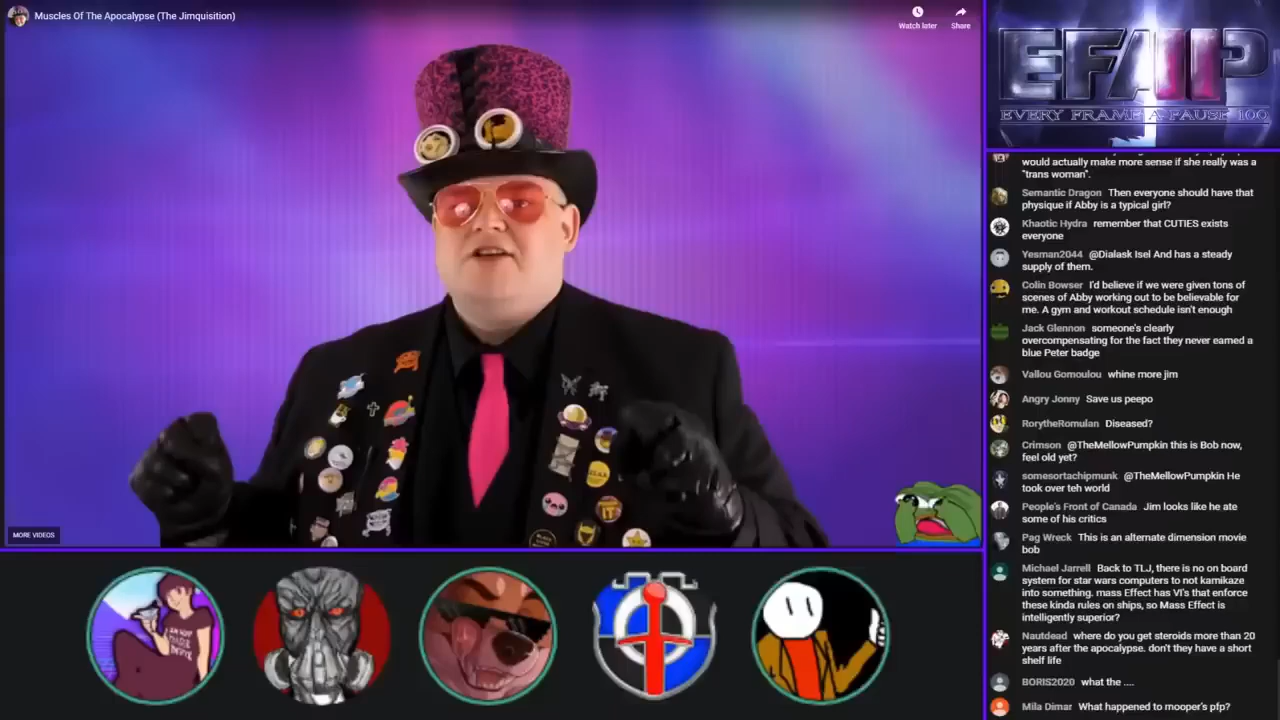 Muscles Of The Apocalypse (The Jimquisition)
Watch later
Share
MORE VIDEOS
EFAP
EVERY FRAME A PAUSE 100
would actually make more sense if she really was a
"trans woman".
Semantic Dragon Then everyone should have that
physique if Abby is a typical girl?
Khaotic Hydra remember that CUTIES exists
everyone
Yesman2044 @Dialask Isel And has a steady
supply of them.
Colin Bowser I'd believe if we were given tons of
scenes of Abby working out to be believable for
me. A gym and workout schedule isn't enough
Jack Glennon someone's clearly
overcompensating for the fact they never earned a
blue Peter badge
Vallou Gomoulou whine more jim
Angry Jonny Save us peepo
RorytheRomulan Diseased?
Crimson @TheMellowPumpkin this is Bob now,
feel old yet?
somesortachipmunk @TheMellowPumpkin He
took over teh world
People's Front of Canada Jim looks like he ate
some of his critics
Pag Wreck This is an alternate dimension movie
bob
Michael Jarrell Back to TLJ, there is no on board
system for star wars computers to not kamikaze
into something. mass Effect has VI's that enforce
these kinda rules on ships, so Mass Effect is
intelligently superior?
Nautdead where do you get steroids more than 20
years after the apocalypse. don't they have a short
shelf life
BORIS2020 what the ....
Mila Dimar What happened to mooper's pfp?